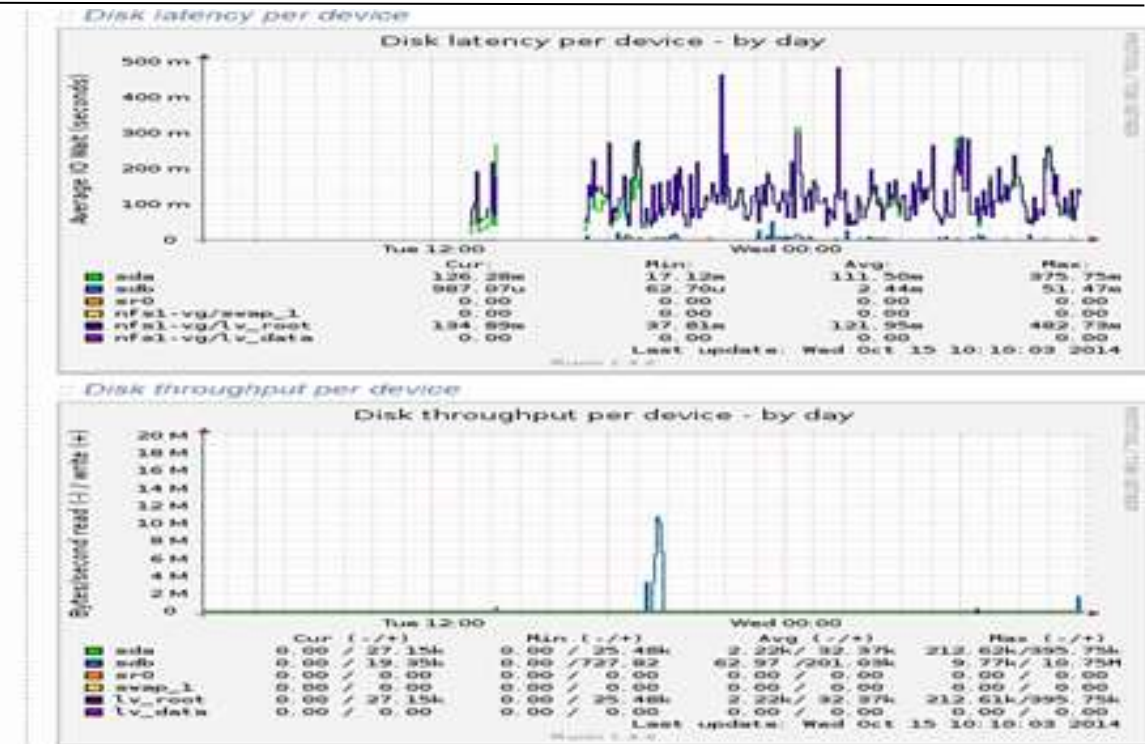 Disk latency per device
Disk latency per device - by day
Average IO Wait (seconds)
500 m
400 m
300 m
200 m
100 m
0
Tue 12:00 Wed 00:00
Cur: Min: Avg: Max:
sda 126.28m 17.12m 111.50m 375.75m
sdb 987.07u 62.70u 2.44m 51.47m
sr0 0.00 0.00 0.00 0.00
nfs1-vg/swap_1 0.00 0.00 0.00 0.00
nfs1-vg/lv_root 134.89m 37.81m 121.95m 482.73m
nfs1-vg/lv_data 0.00 0.00 0.00 0.00
Last update: Wed Oct 15 10:10:03 2014
Disk throughput per device
Disk throughput per device - by day
Bytes/second read (-) / write (+)
20 M
18 M
16 M
14 M
12 M
10 M
8 M
6 M
4 M
2 M
0
Tue 12:00 Wed 00:00
Cur (-/+) Min (-/+) Avg (-/+) Max (-/+)
sda 0.00 / 27.15k 0.00 / 25.48k 2.22k/ 32.37k 212.62k/395.75k
sdb 0.00 / 19.35k 0.00 /727.82 62.97 /201.03k 9.77k/ 10.75M
sr0 0.00 / 0.00 0.00 / 0.00 0.00 / 0.00 0.00 / 0.00
swap_1 0.00 / 0.00 0.00 / 0.00 0.00 / 0.00 0.00 / 0.00
lv_root 0.00 / 27.15k 0.00 / 25.48k 2.22k/ 32.37k 212.61k/395.75k
lv_data 0.00 / 0.00 0.00 / 0.00 0.00 / 0.00 0.00 / 0.00
Last update: Wed Oct 15 10:10:03 2014